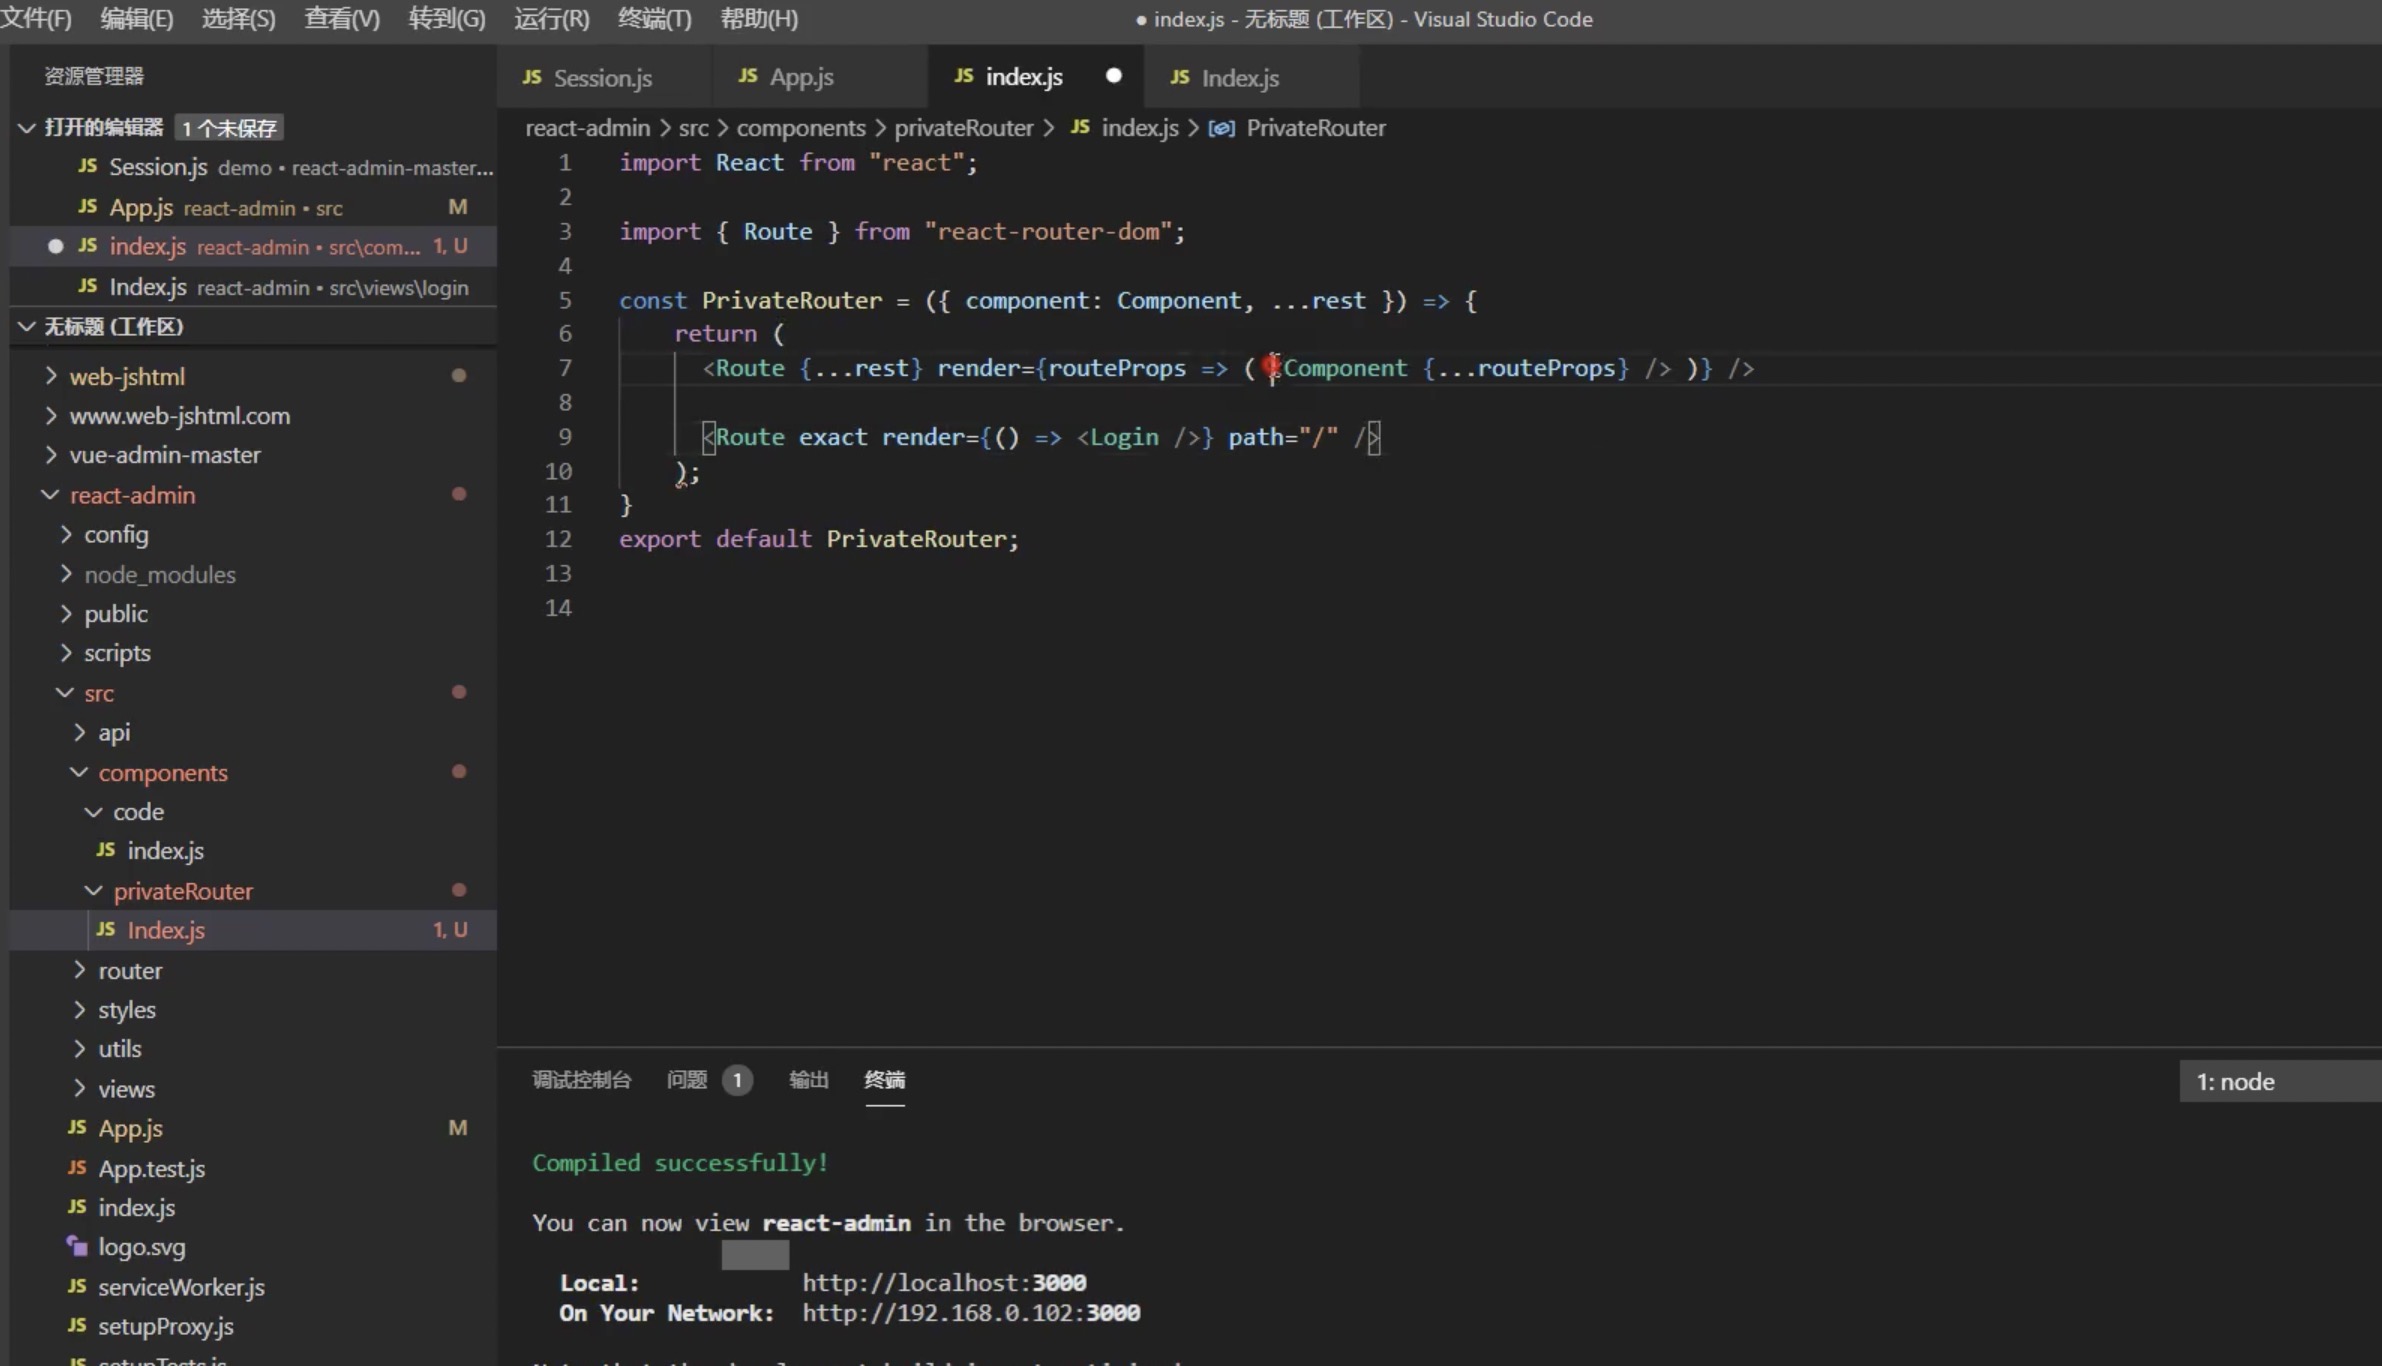 文件(F) 编辑(E) 选择(S) 查看(V) 转到(G) 运行(R) 终端(T) 帮助(H) ● index.js - 无标题 (工作区) - Visual Studio Code
资源管理器
打开的编辑器 1 个未保存
JS Session.js demo • react-admin-master...
JS App.js react-admin • src M
JS index.js react-admin • src\com... 1, U
JS Index.js react-admin • src\views\login
无标题 (工作区)
web-jshtml
www.web-jshtml.com
vue-admin-master
react-admin
config
node_modules
public
scripts
src
api
components
code
JS index.js
privateRouter
JS Index.js 1, U
router
styles
utils
views
JS App.js M
JS App.test.js
JS index.js
logo.svg
JS serviceWorker.js
JS setupProxy.js
JS setupTests.js
JS Session.js JS App.js JS index.js JS Index.js
react-admin > src > components > privateRouter > JS index.js > PrivateRouter
1 import React from "react";
2
3 import { Route } from "react-router-dom";
4
5 const PrivateRouter = ({ component: Component, ...rest }) => {
6 return (
7 <Route {...rest} render={routeProps => ( <Component {...routeProps} /> )} />
8
9 <Route exact render={() => <Login />} path="/" />
10 );
11 }
12 export default PrivateRouter;
13
14
调试控制台 问题 1 输出 终端 1: node
Compiled successfully!
You can now view react-admin in the browser.
Local: http://localhost:3000
On Your Network: http://192.168.0.102:3000